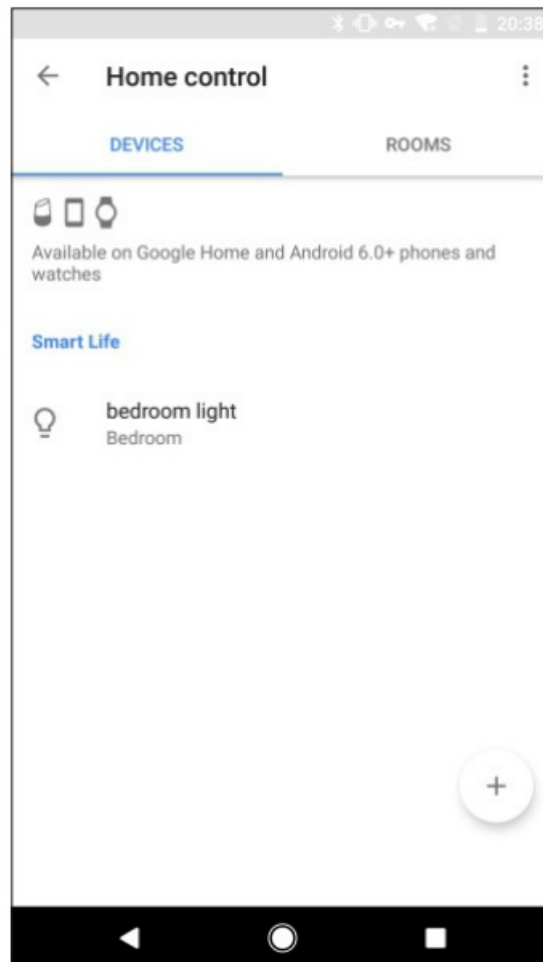 20:38
Home control
DEVICES
ROOMS
Available on Google Home and Android 6.0+ phones and
watches
Smart Life
bedroom light
Bedroom